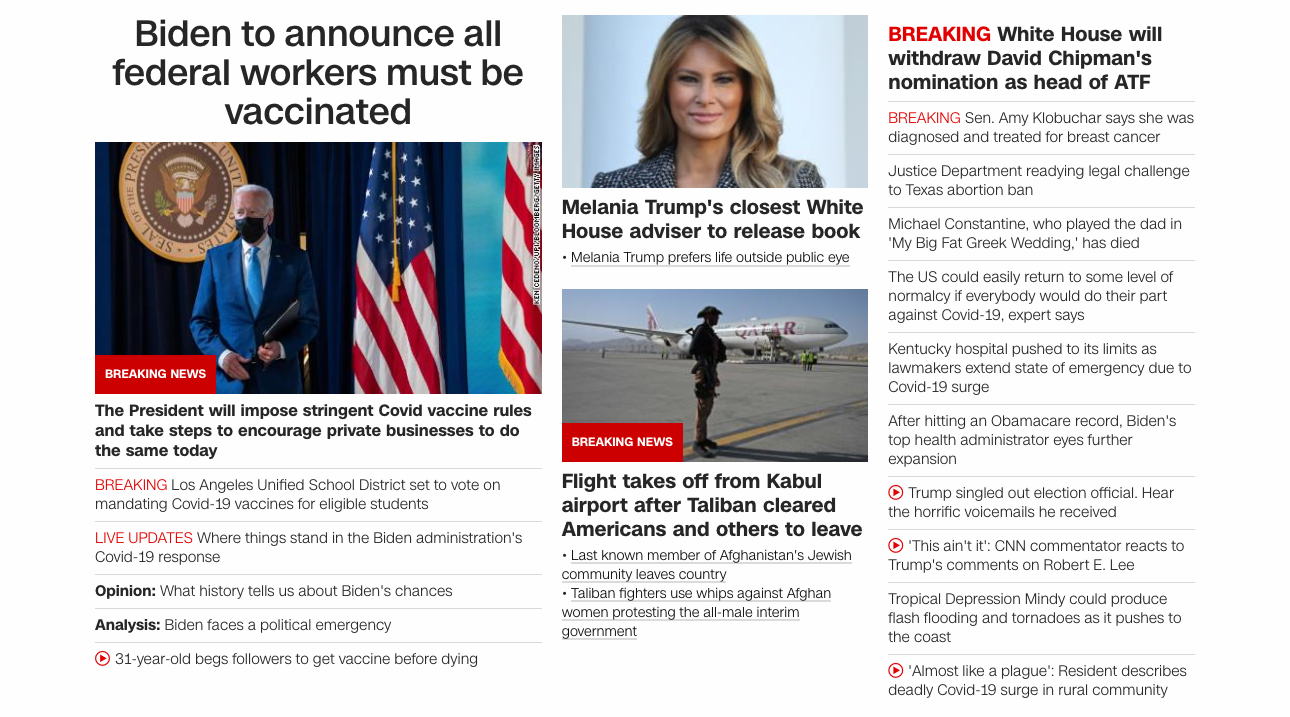 Biden to announce all
federal workers must be
vaccinated
SEAL OF THE PRESIDENT
KEN CEDENO/UPI/BLOOMBERG/GETTY IMAGES
BREAKING NEWS
The President will impose stringent Covid vaccine rules
and take steps to encourage private businesses to do
the same today
BREAKING Los Angeles Unified School District set to vote on
mandating Covid-19 vaccines for eligible students
LIVE UPDATES Where things stand in the Biden administration's
Covid-19 response
Opinion: What history tells us about Biden's chances
Analysis: Biden faces a political emergency
31-year-old begs followers to get vaccine before dying
Melania Trump's closest White
House adviser to release book
• Melania Trump prefers life outside public eye
QATAR
BREAKING NEWS
Flight takes off from Kabul
airport after Taliban cleared
Americans and others to leave
• Last known member of Afghanistan's Jewish
community leaves country
• Taliban fighters use whips against Afghan
women protesting the all-male interim
government
BREAKING White House will
withdraw David Chipman's
nomination as head of ATF
BREAKING Sen. Amy Klobuchar says she was
diagnosed and treated for breast cancer
Justice Department readying legal challenge
to Texas abortion ban
Michael Constantine, who played the dad in
'My Big Fat Greek Wedding,' has died
The US could easily return to some level of
normalcy if everybody would do their part
against Covid-19, expert says
Kentucky hospital pushed to its limits as
lawmakers extend state of emergency due to
Covid-19 surge
After hitting an Obamacare record, Biden's
top health administrator eyes further
expansion
Trump singled out election official. Hear
the horrific voicemails he received
'This ain't it': CNN commentator reacts to
Trump's comments on Robert E. Lee
Tropical Depression Mindy could produce
flash flooding and tornadoes as it pushes to
the coast
'Almost like a plague': Resident describes
deadly Covid-19 surge in rural community